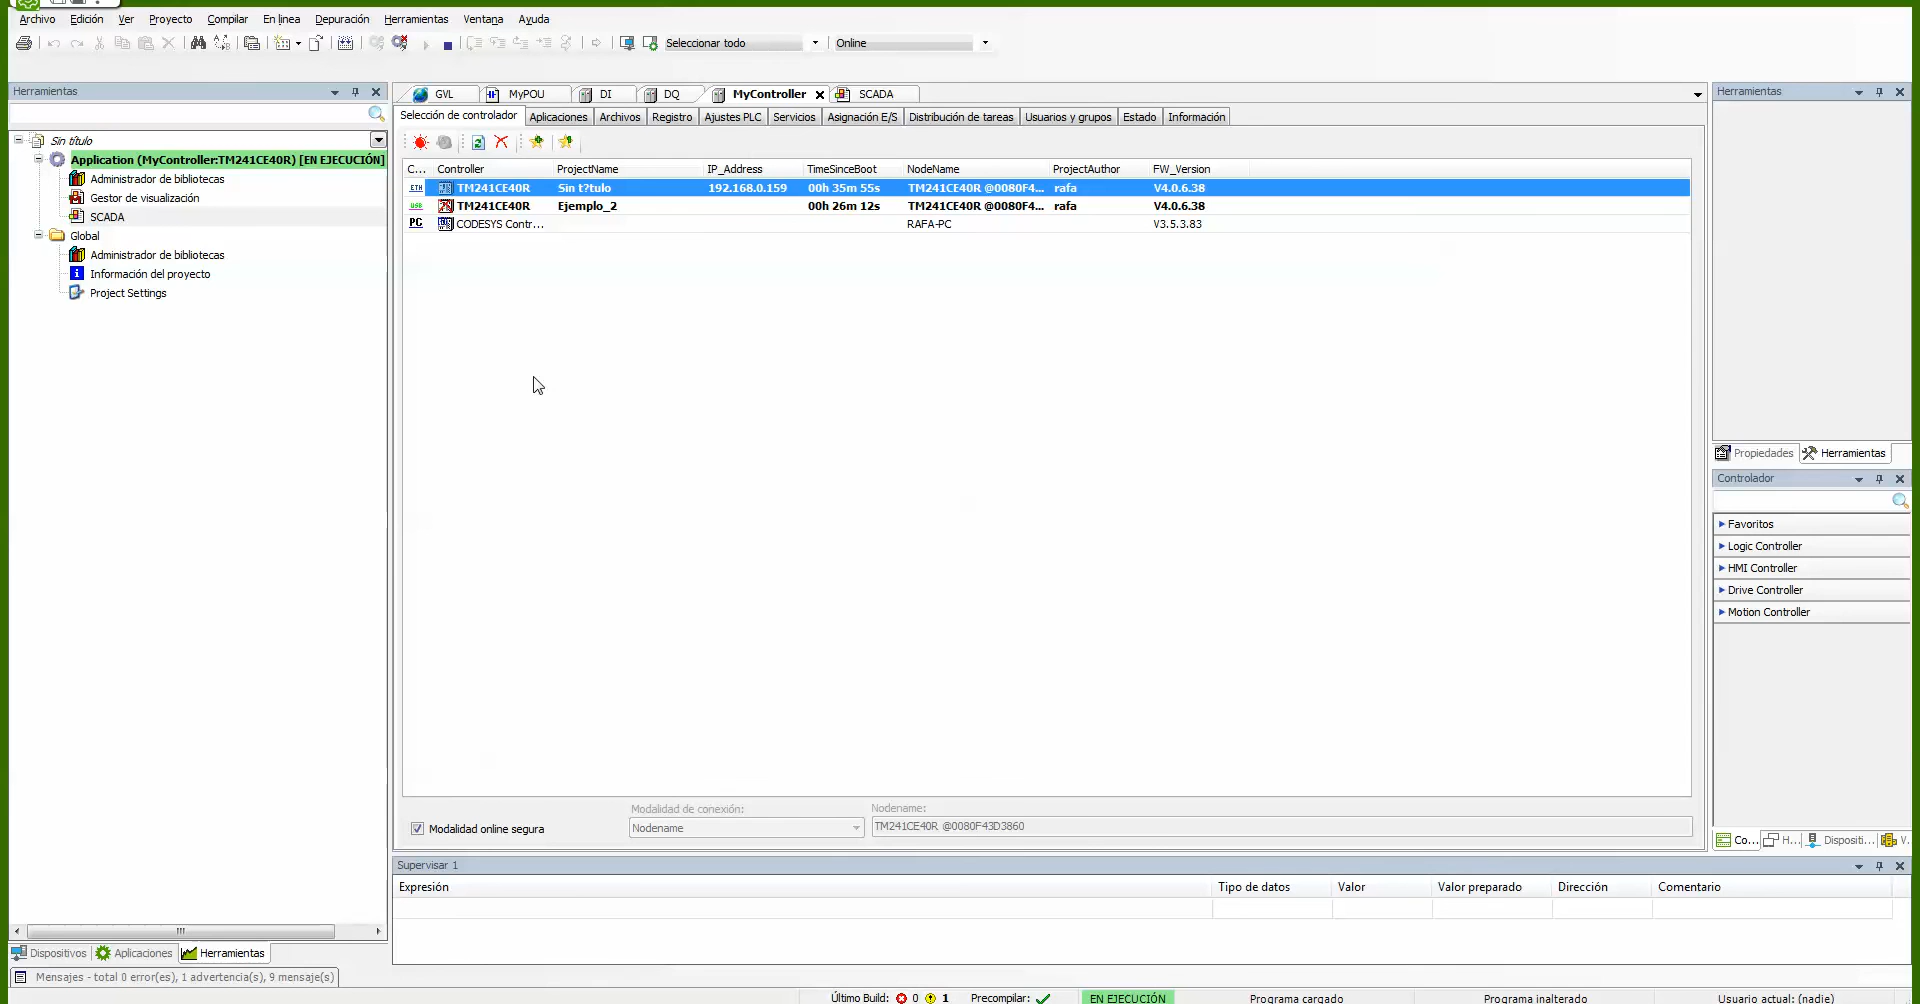 Archivo Edición Ver Proyecto Compilar En línea Depuración Herramientas Ventana Ayuda
Seleccionar todo Online
Herramientas
Sin título
Application (MyController:TM241CE40R) [EN EJECUCIÓN]
Administrador de bibliotecas
Gestor de visualización
SCADA
Global
Administrador de bibliotecas
Información del proyecto
Project Settings
GVL MyPOU DI DQ MyController SCADA
Selección de controlador Aplicaciones Archivos Registro Ajustes PLC Servicios Asignación E/S Distribución de tareas Usuarios y grupos Estado Información
C... Controller ProjectName IP_Address TimeSinceBoot NodeName ProjectAuthor FW_Version
ETH TM241CE40R Sin t?tulo 192.168.0.159 00h 35m 55s TM241CE40R @0080F4... rafa V4.0.6.38
USB TM241CE40R Ejemplo_2 00h 26m 12s TM241CE40R @0080F4... rafa V4.0.6.38
PC CODESYS Contr... RAFA-PC V3.5.3.83
Modalidad de conexión: Nodename:
Modalidad online segura Nodename TM241CE40R @0080F43D3860
Herramientas
Propiedades Herramientas
Controlador
Favoritos
Logic Controller
HMI Controller
Drive Controller
Motion Controller
Co... H... Dispositi... V.
Supervisar 1
Expresión Tipo de datos Valor Valor preparado Dirección Comentario
Dispositivos Aplicaciones Herramientas
Mensajes - total 0 error(es), 1 advertencia(s), 9 mensaje(s)
Último Build: 0 1 Precompilar: EN EJECUCIÓN Programa cargado Programa inalterado Usuario actual: (nadie)